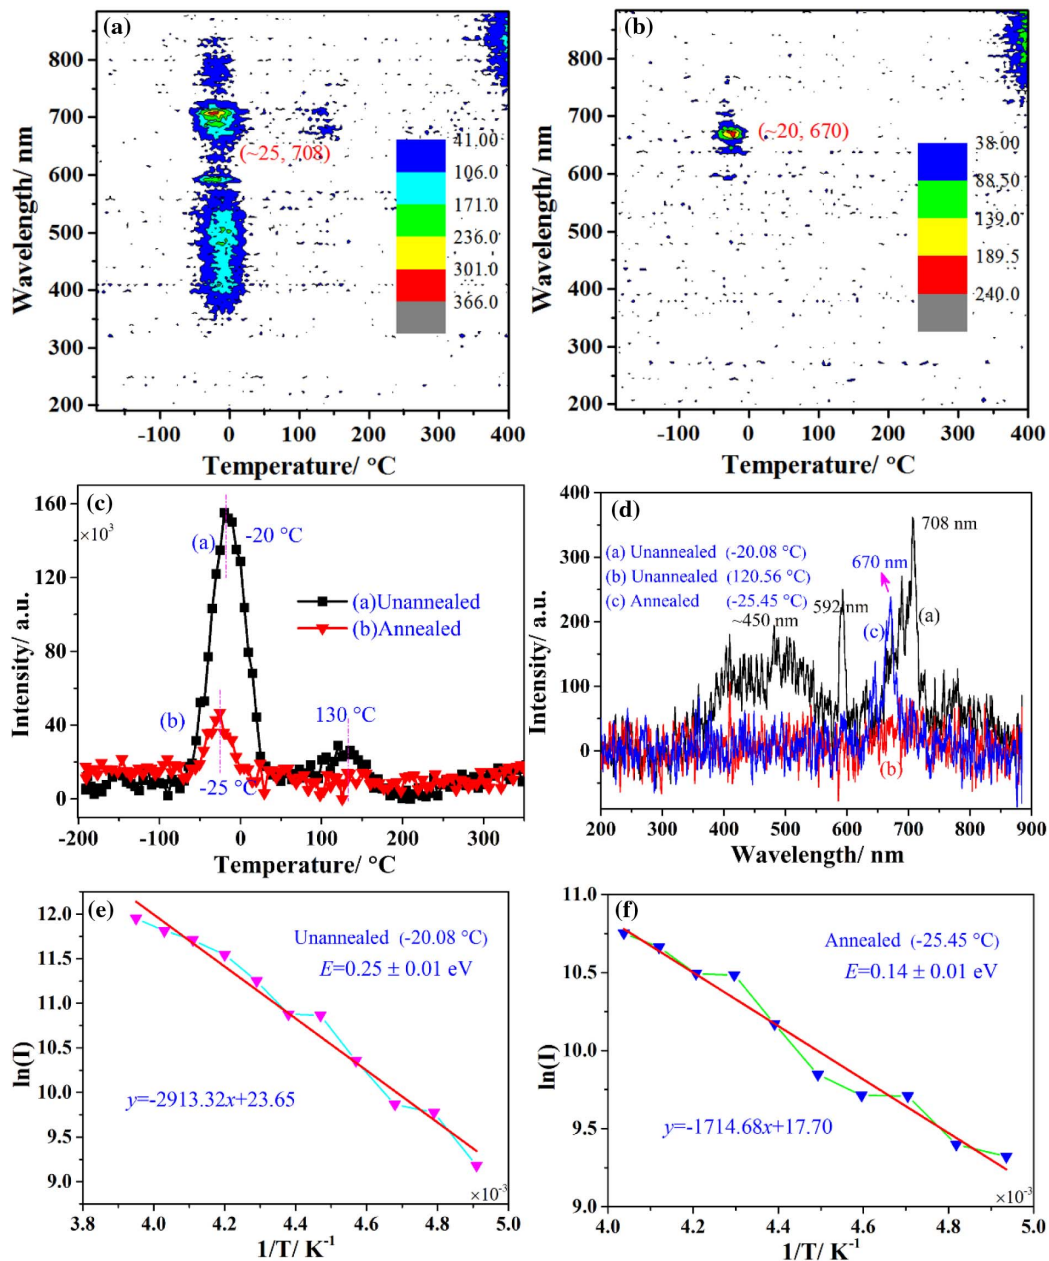 (a)
800
700
600
500
400
300
200
Wavelength/ nm
(~25, 708)
41.00
106.0
171.0
236.0
301.0
366.0
-100 0 100 200 300 400
Temperature/ °C
(b)
800
700
600
500
400
300
200
Wavelength/ nm
(~20, 670)
38.00
88.50
139.0
189.5
240.0
-100 0 100 200 300 400
Temperature/ °C
(c)
160
×10³
120
80
40
0
Intensity/ a.u.
(a)
-20 °C
(a)Unannealed
(b)Annealed
(b)
130 °C
-25 °C
-200 -100 0 100 200 300
Temperature/ °C
(d)
400
300
200
100
0
Intensity/ a.u.
708 nm
(a) Unannealed (-20.08 °C)
(b) Unannealed (120.56 °C)
(c) Annealed (-25.45 °C)
670 nm
592 nm
~450 nm
(c)
(a)
(b)
200 300 400 500 600 700 800 900
Wavelength/ nm
(e)
12.0
11.5
11.0
10.5
10.0
9.5
9.0
ln(I)
Unannealed (-20.08 °C)
E=0.25 ± 0.01 eV
y=-2913.32x+23.65
×10⁻³
3.8 4.0 4.2 4.4 4.6 4.8 5.0
1/T/ K⁻¹
(f)
11.0
10.5
10.0
9.5
9.0
ln(I)
Annealed (-25.45 °C)
E=0.14 ± 0.01 eV
y=-1714.68x+17.70
×10⁻³
4.0 4.2 4.4 4.6 4.8 5.0
1/T/ K⁻¹